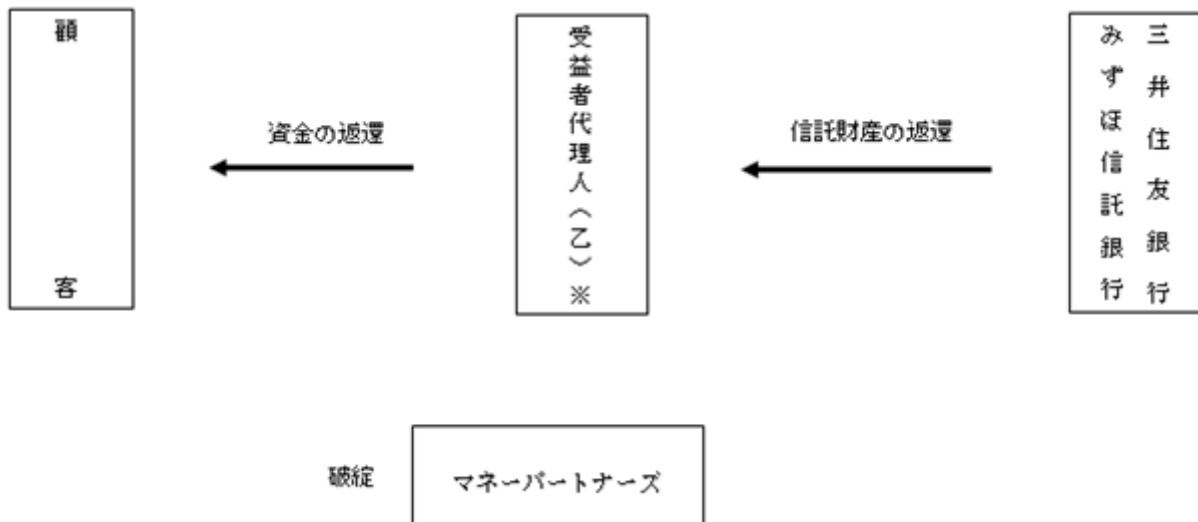 顧客
資金の返還
受益者代理人（乙）※
信託財産の返還
三井住友銀行
みずほ信託銀行
破綻
マネーパートナーズ